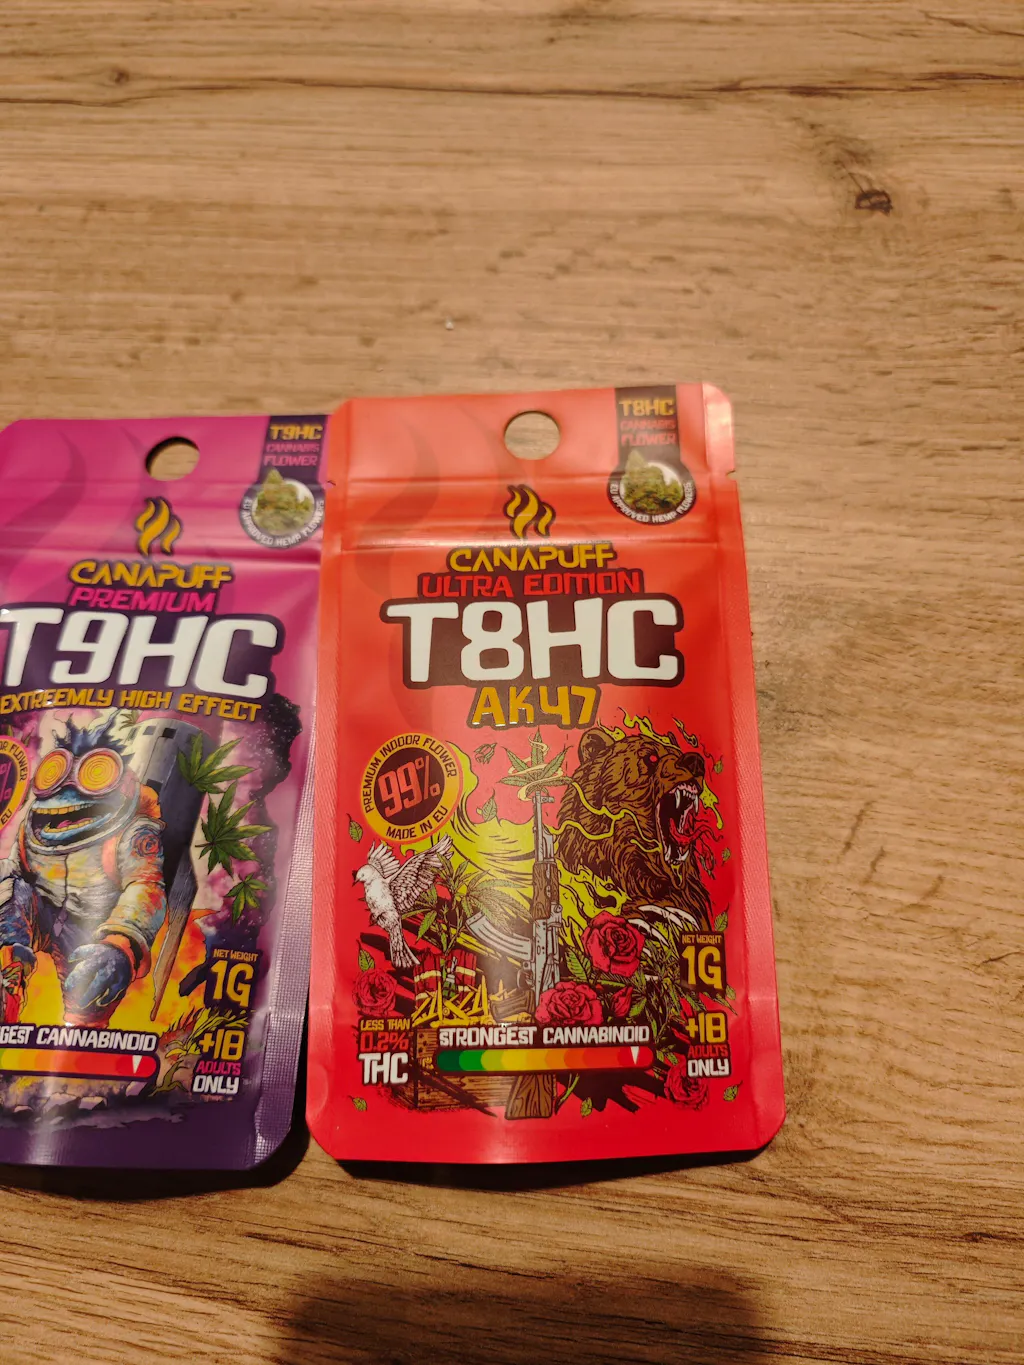 T9HC
CANNABIS
FLOWER
EU APPROVED HEMP FLOWER
CANAPUFF
PREMIUM
T9HC
EXTREEMLY HIGH EFFECT
FLOWER
%
EU
NET WEIGHT
1G
GEST CANNABINOID
+18
ADULTS
ONLY
T8HC
CANNABIS
FLOWER
EU APPROVED HEMP FLOWER
CANAPUFF
ULTRA EDITION
T8HC
AK47
PREMIUM INDOOR FLOWER
99%
MADE IN EU
NET WEIGHT
1G
LESS THAN
0.2%
THC
STRONGEST CANNABINOID
+18
ADULTS
ONLY